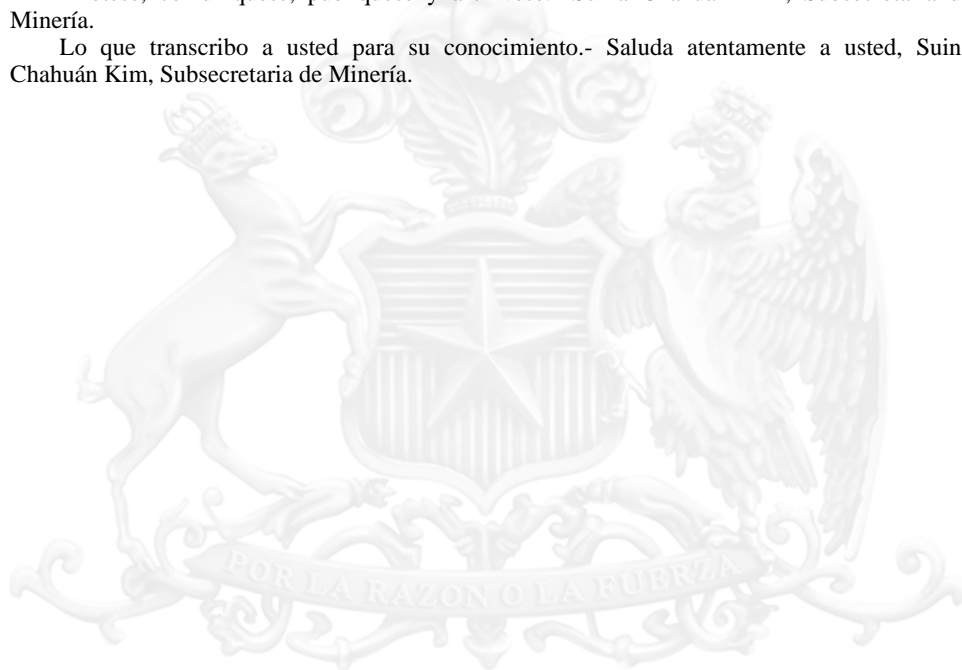 Minería.
Lo que transcribo a usted para su conocimiento.- Saluda atentamente a usted, Suin
Chahuán Kim, Subsecretaria de Minería.
POR LA RAZON O LA FUERZA